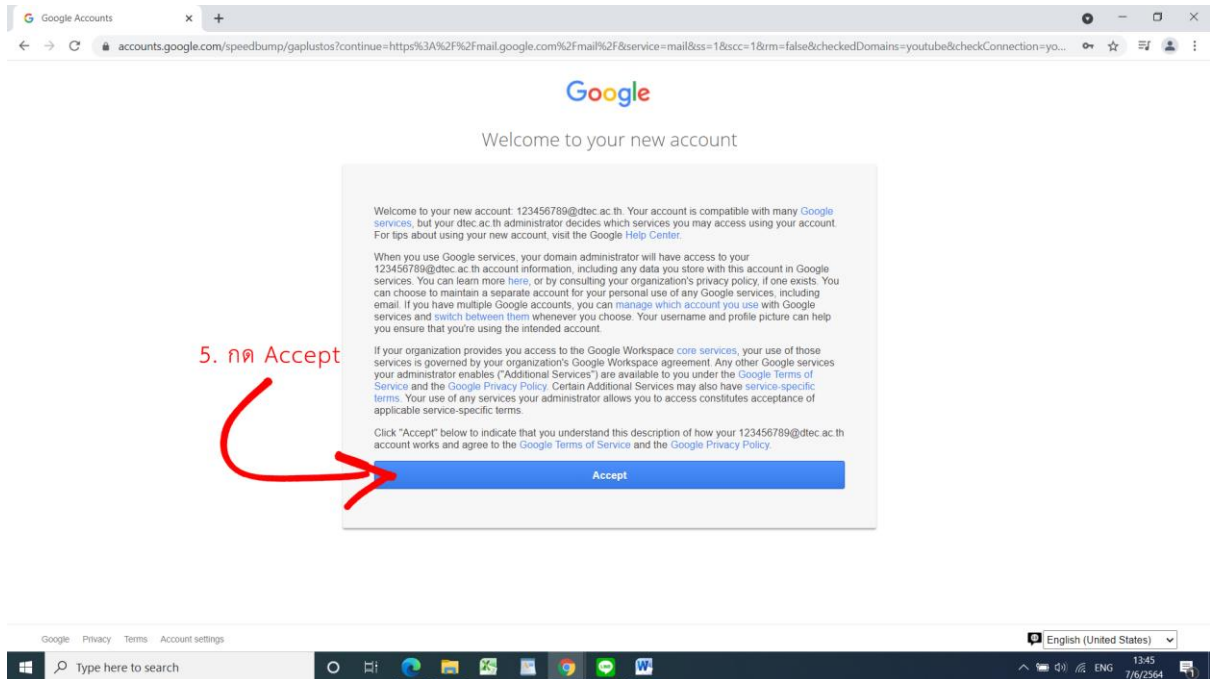 Google Accounts
accounts.google.com/speedbump/gaplustos?continue=https%3A%2F%2Fmail.google.com%2Fmail%2F&service=mail&ss=1&scc=1&rm=false&checkedDomains=youtube&checkConnection=yo...
Google
Welcome to your new account
Welcome to your new account: 123456789@dtec.ac.th. Your account is compatible with many Google
services, but your dtec.ac.th administrator decides which services you may access using your account.
For tips about using your new account, visit the Google Help Center.
When you use Google services, your domain administrator will have access to your
123456789@dtec.ac.th account information, including any data you store with this account in Google
services. You can learn more here, or by consulting your organization's privacy policy, if one exists. You
can choose to maintain a separate account for your personal use of any Google services, including
email. If you have multiple Google accounts, you can manage which account you use with Google
services and switch between them whenever you choose. Your username and profile picture can help
you ensure that you're using the intended account.
5. กด Accept
If your organization provides you access to the Google Workspace core services, your use of those
services is governed by your organization's Google Workspace agreement. Any other Google services
your administrator enables ("Additional Services") are available to you under the Google Terms of
Service and the Google Privacy Policy. Certain Additional Services may also have service-specific
terms. Your use of any services your administrator allows you to access constitutes acceptance of
applicable service-specific terms.
Click "Accept" below to indicate that you understand this description of how your 123456789@dtec.ac.th
account works and agree to the Google Terms of Service and the Google Privacy Policy.
Accept
Google Privacy Terms Account settings
English (United States)
Type here to search
ENG
13:45
7/6/2564